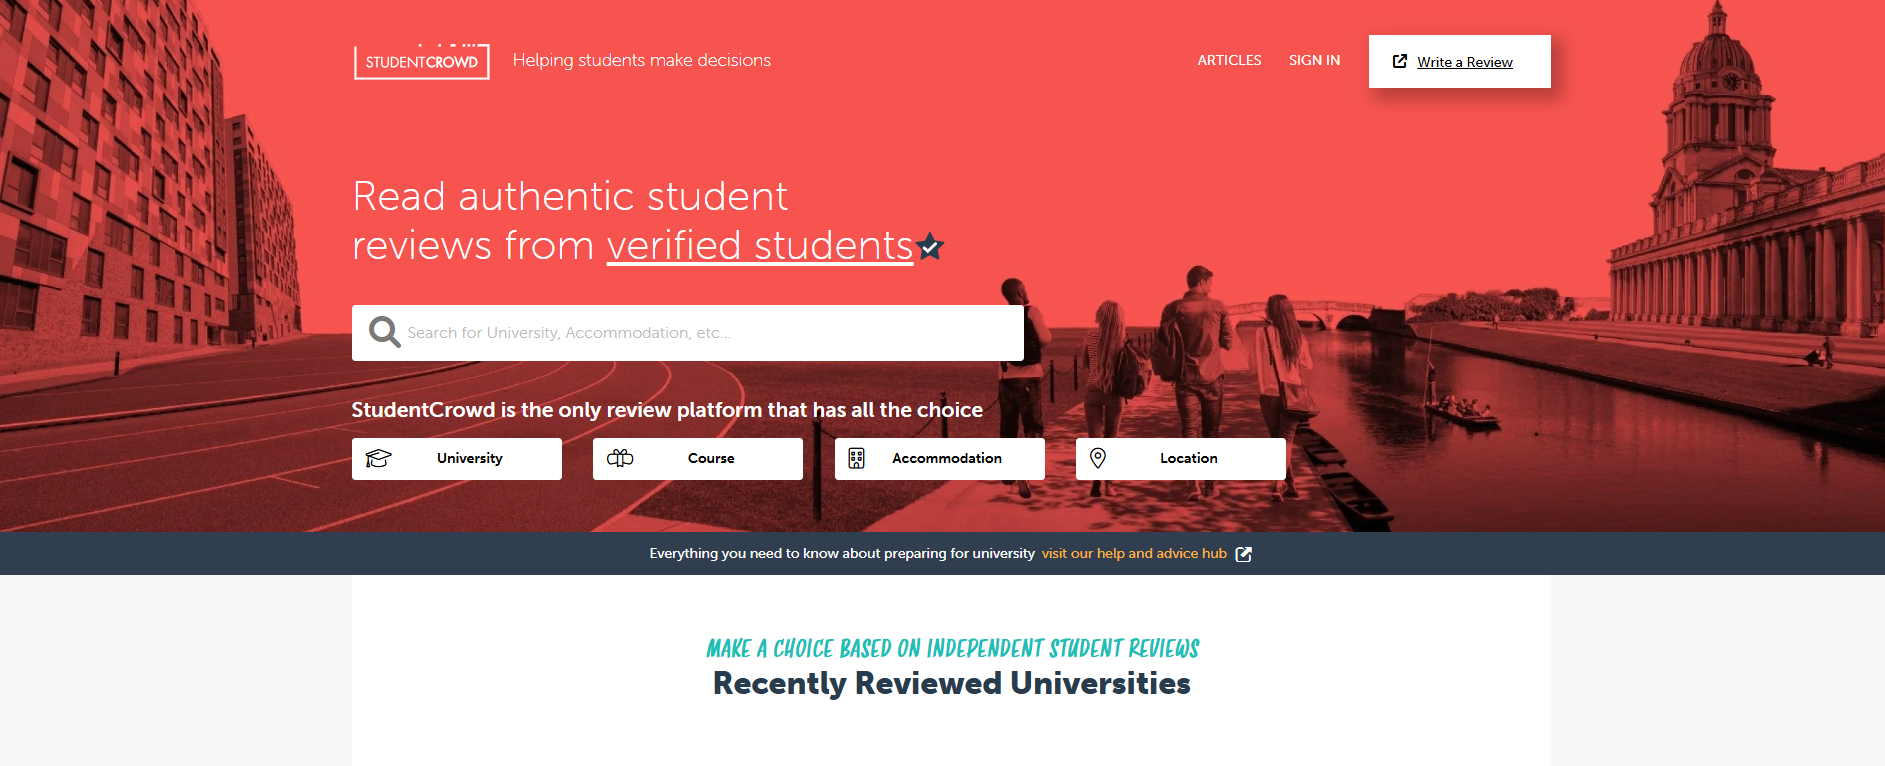 STUDENTCROWD
Helping students make decisions
ARTICLES
SIGN IN
Write a Review
Read authentic student
reviews from verified students
Search for University, Accommodation, etc...
StudentCrowd is the only review platform that has all the choice
University
Course
Accommodation
Location
Everything you need to know about preparing for university visit our help and advice hub
MAKE A CHOICE BASED ON INDEPENDENT STUDENT REVIEWS
Recently Reviewed Universities